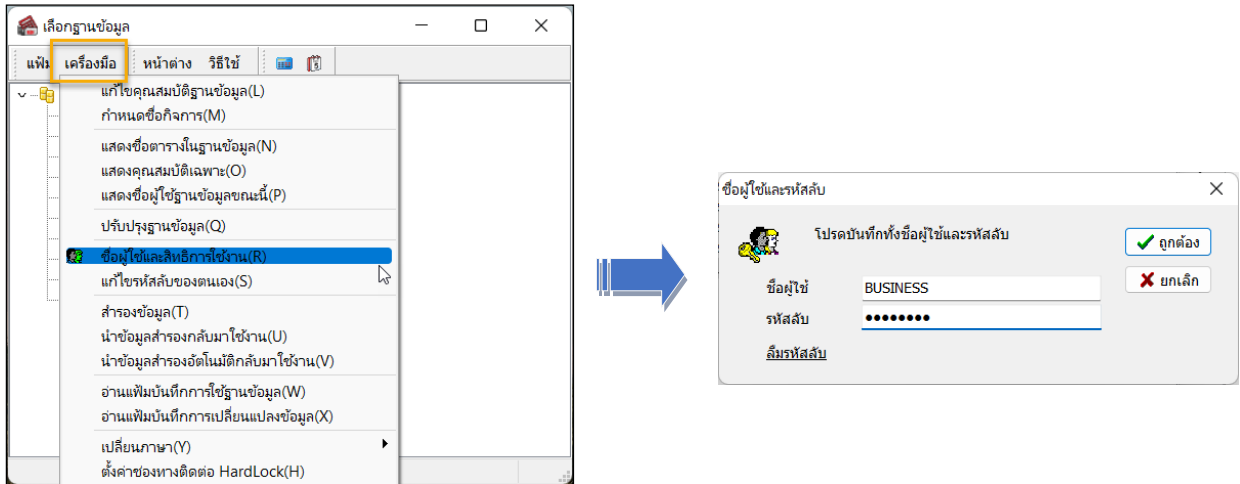 เลือกฐานข้อมูล
แฟ้ม เครื่องมือ หน้าต่าง วิธีใช้
แก้ไขคุณสมบัติฐานข้อมูล(L)
กำหนดชื่อกิจการ(M)
แสดงชื่อตารางในฐานข้อมูล(N)
แสดงคุณสมบัติเฉพาะ(O)
แสดงชื่อผู้ใช้ฐานข้อมูลขณะนี้(P)
ปรับปรุงฐานข้อมูล(Q)
ชื่อผู้ใช้และสิทธิการใช้งาน(R)
แก้ไขรหัสลับของตนเอง(S)
สำรองข้อมูล(T)
นำข้อมูลสำรองกลับมาใช้งาน(U)
นำข้อมูลสำรองอัตโนมัติกลับมาใช้งาน(V)
อ่านแฟ้มบันทึกการใช้ฐานข้อมูล(W)
อ่านแฟ้มบันทึกการเปลี่ยนแปลงข้อมูล(X)
เปลี่ยนภาษา(Y)
ตั้งค่าช่องทางติดต่อ HardLock(H)
ชื่อผู้ใช้และรหัสลับ
โปรดบันทึกทั้งชื่อผู้ใช้และรหัสลับ
ถูกต้อง
ยกเลิก
ชื่อผู้ใช้ BUSINESS
รหัสลับ ●●●●●●●●
ลืมรหัสลับ